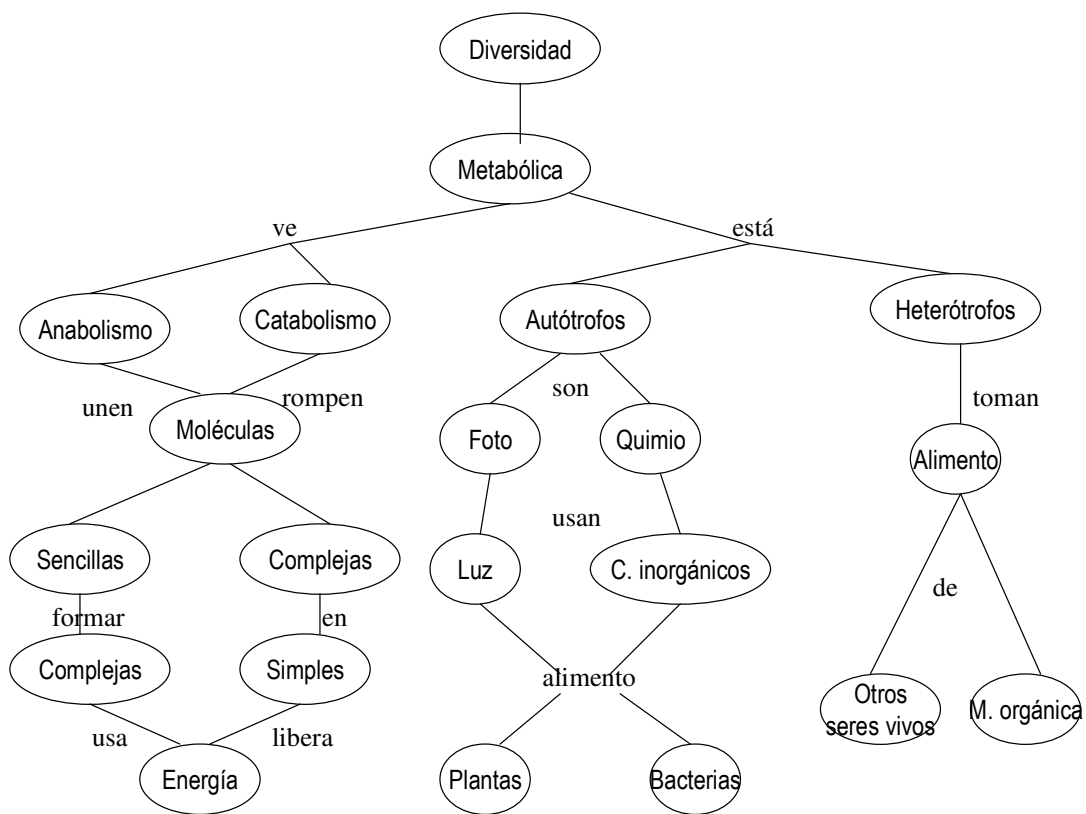 Diversidad
Metabólica
ve
está
Anabolismo
Catabolismo
Autótrofos
Heterótrofos
unen
rompen
son
toman
Moléculas
Foto
Quimio
Alimento
usan
Sencillas
Complejas
Luz
C. inorgánicos
formar
en
de
Complejas
Simples
alimento
Otros
seres vivos
M. orgánica
usa
libera
Energía
Plantas
Bacterias